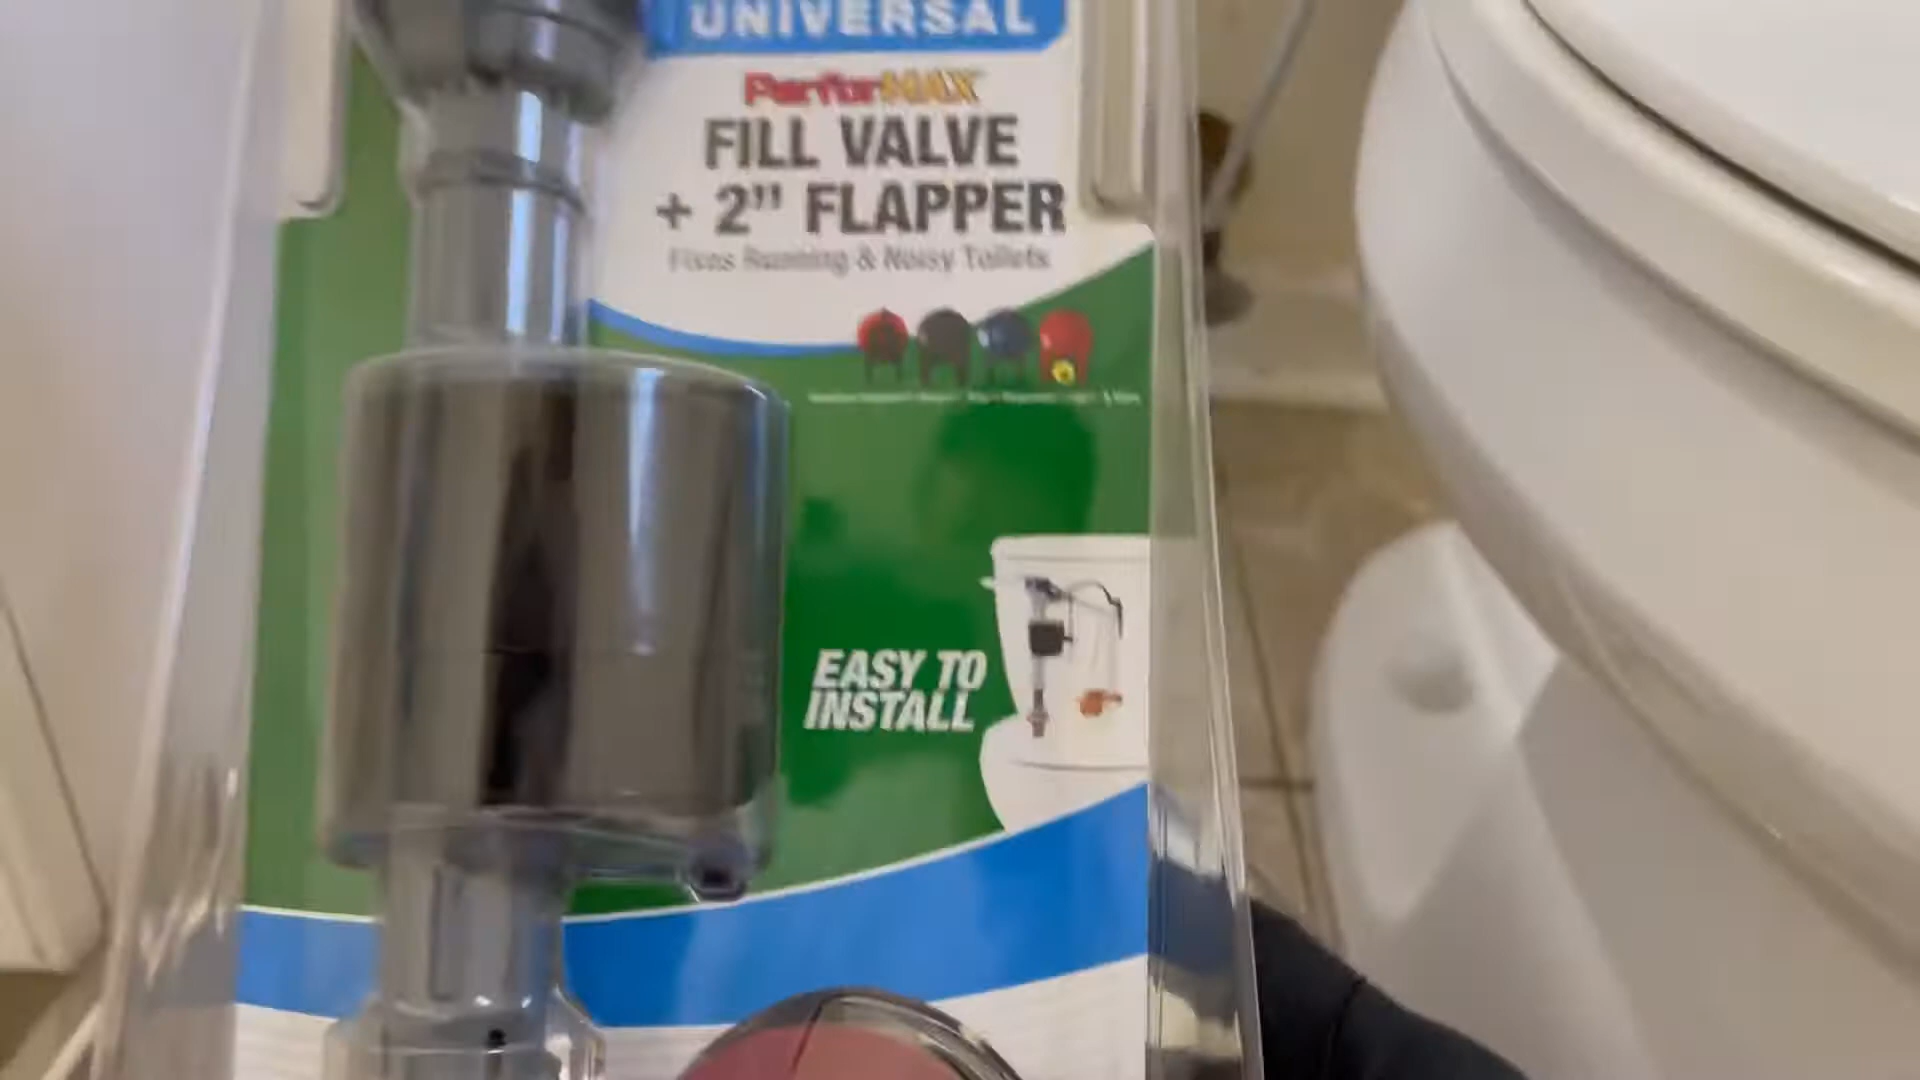 UNIVERSAL
PerforMAX
FILL VALVE
+ 2" FLAPPER
Fixes Running & Noisy Toilets
EASY TO
INSTALL